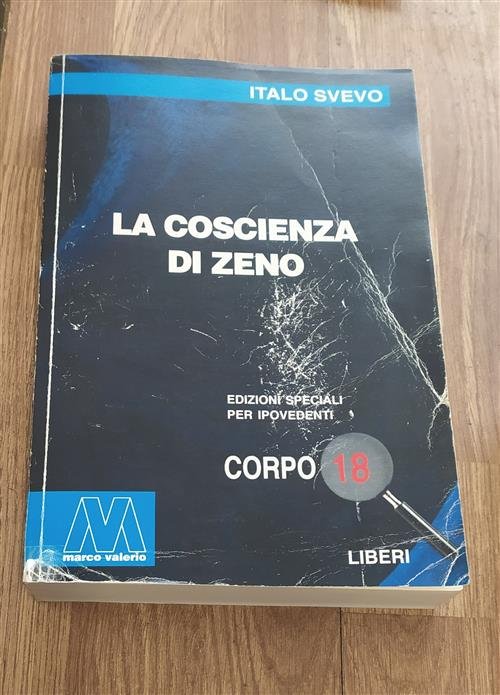 ITALO SVEVO
LA COSCIENZA
DI ZENO
EDIZIONI SPECIALI
PER IPOVEDENTI
CORPO 18
M
marco valerio
LIBERI